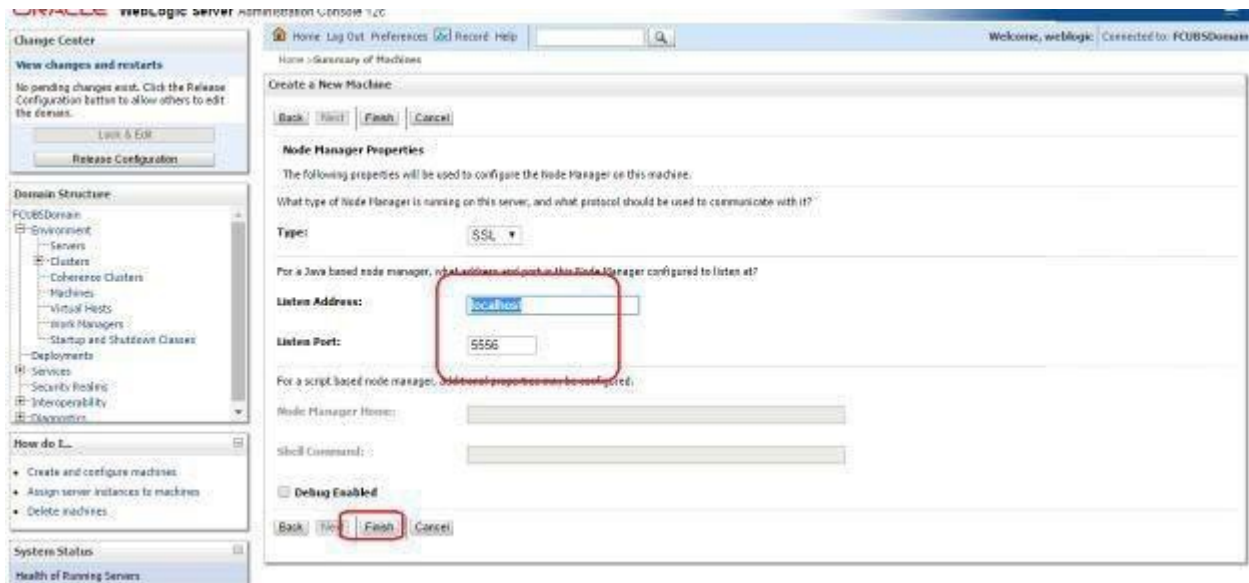 ORACLE WebLogic Server Administration Console 12c
Change Center
View changes and restarts
No pending changes exist. Click the Release
Configuration button to allow others to edit
the domain.
Lock & Edit
Release Configuration
Domain Structure
FCUBSDomain
Environment
Servers
Clusters
Coherence Clusters
Machines
Virtual Hosts
Work Managers
Startup and Shutdown Classes
Deployments
Services
Security Realms
Interoperability
Diagnostics
How do I...
Create and configure machines
Assign server instances to machines
Delete machines
System Status
Health of Running Servers
Home Log Out Preferences Record Help
Welcome, weblogic Connected to: FCUBSDomain
Home >Summary of Machines
Create a New Machine
Back Next Finish Cancel
Node Manager Properties
The following properties will be used to configure the Node Manager on this machine.
What type of Node Manager is running on this server, and what protocol should be used to communicate with it?
Type: SSL
For a Java based node manager, what address and port is this Node Manager configured to listen at?
Listen Address: localhost
Listen Port: 5556
For a script based node manager, additional properties may be configured.
Node Manager Home:
Shell Command:
Debug Enabled
Back Next Finish Cancel